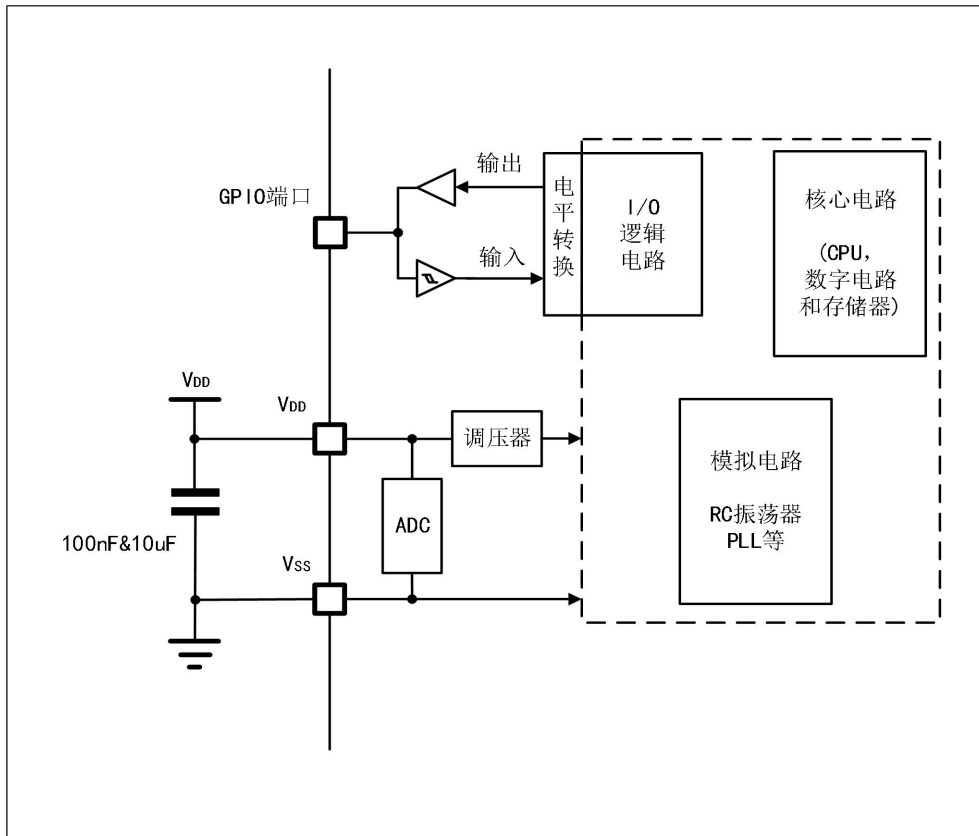 输出
GPIO端口
电平转换
I/O
逻辑
电路
核心电路
(CPU,
数字电路
和存储器)
输入
VDD
VDD
调压器
模拟电路
RC振荡器
PLL等
ADC
100nF&10uF
VSS